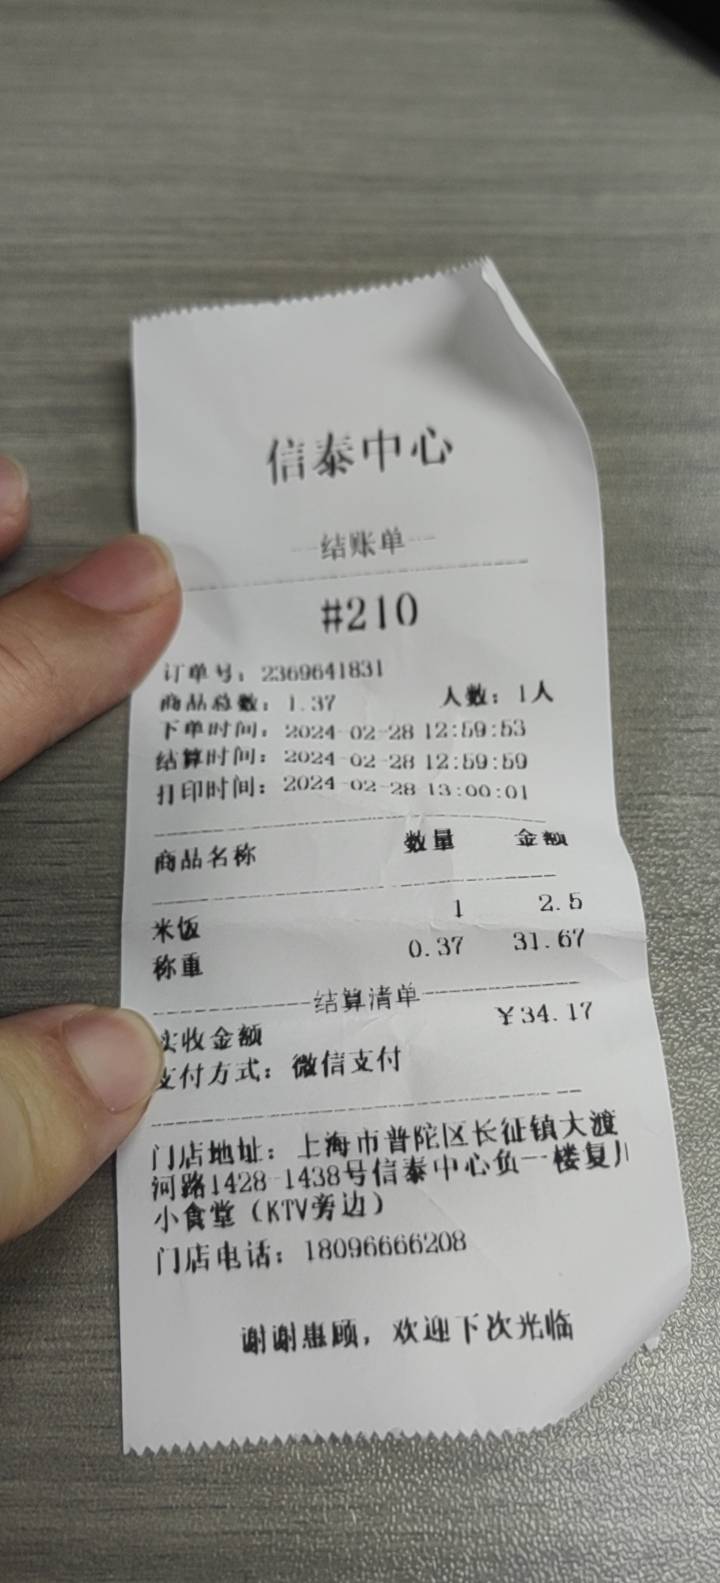 信泰中心
---结账单---
#210
订单号：2369641831
商品总数：1.37 人数：1人
下单时间：2024-02-28 12:59:53
结算时间：2024-02-28 12:59:59
打印时间：2024-02-28 13:00:01
商品名称 数量 金额
米饭 1 2.5
称重 0.37 31.67
结算清单
实收金额 ￥34.17
支付方式：微信支付
门店地址：上海市普陀区长征镇大渡
河路1428-1438号信泰中心负一楼复
小食堂（KTV旁边）
门店电话：18096666208
谢谢惠顾，欢迎下次光临